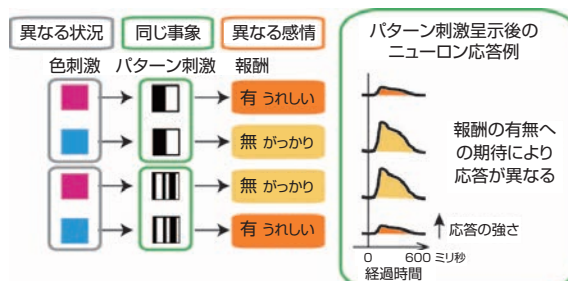 異なる状況
同じ事象
異なる感情
色刺激
パターン刺激
報酬
有 うれしい
無 がっかり
無 がっかり
有 うれしい
パターン刺激呈示後の
ニューロン応答例
報酬の有無へ
の期待により
応答が異なる
応答の強さ
0 600 ミリ秒
経過時間